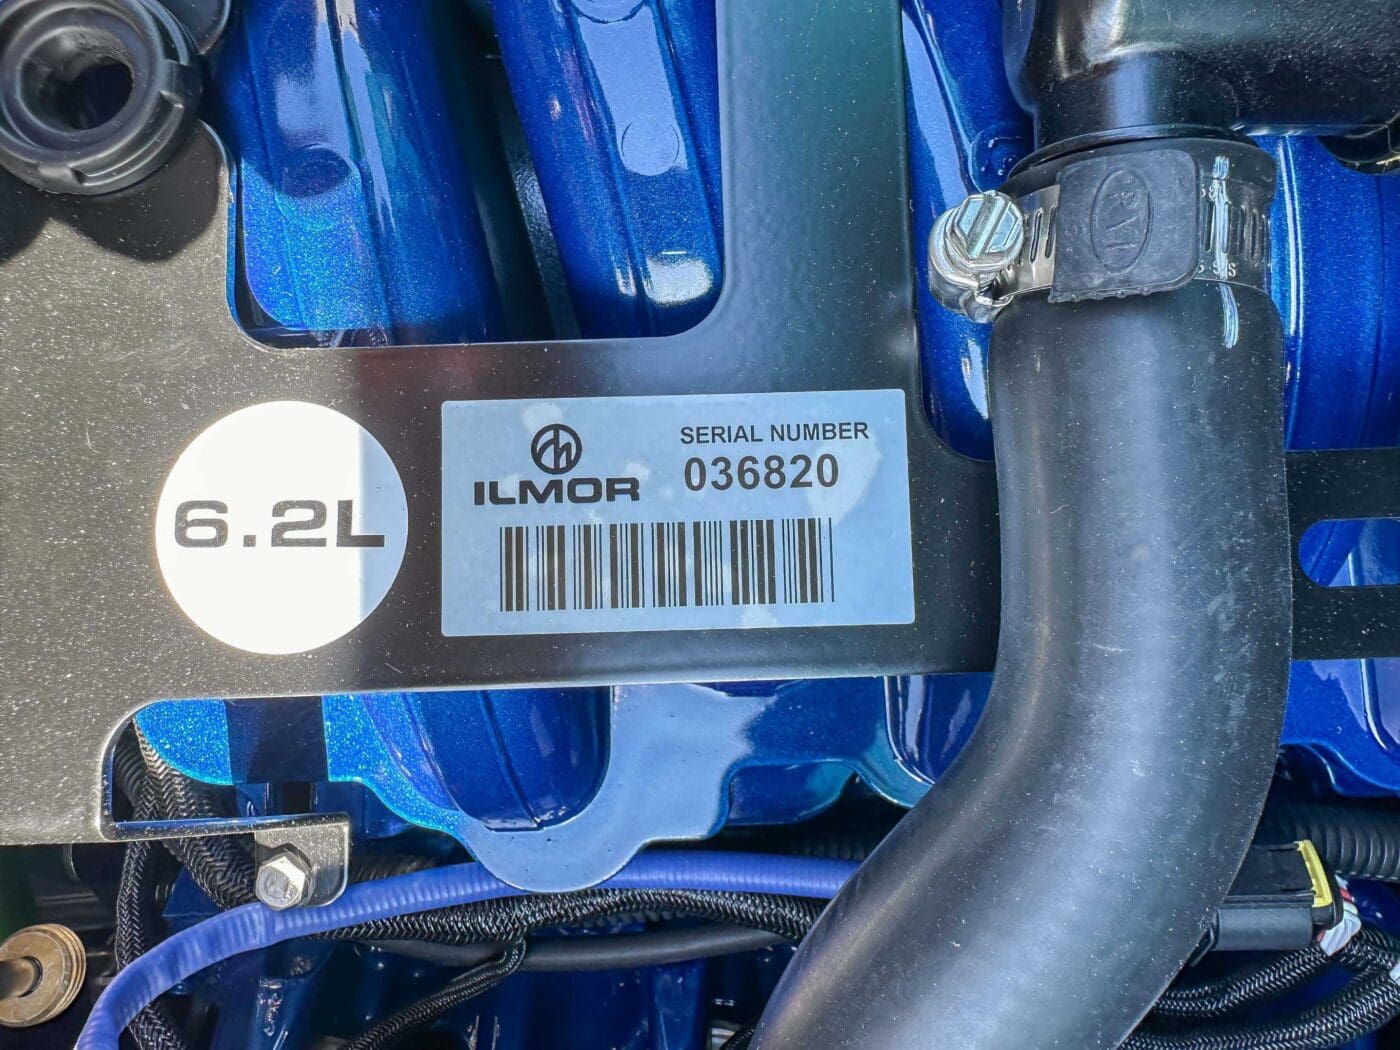 6.2L
ILMOR
SERIAL NUMBER
036820